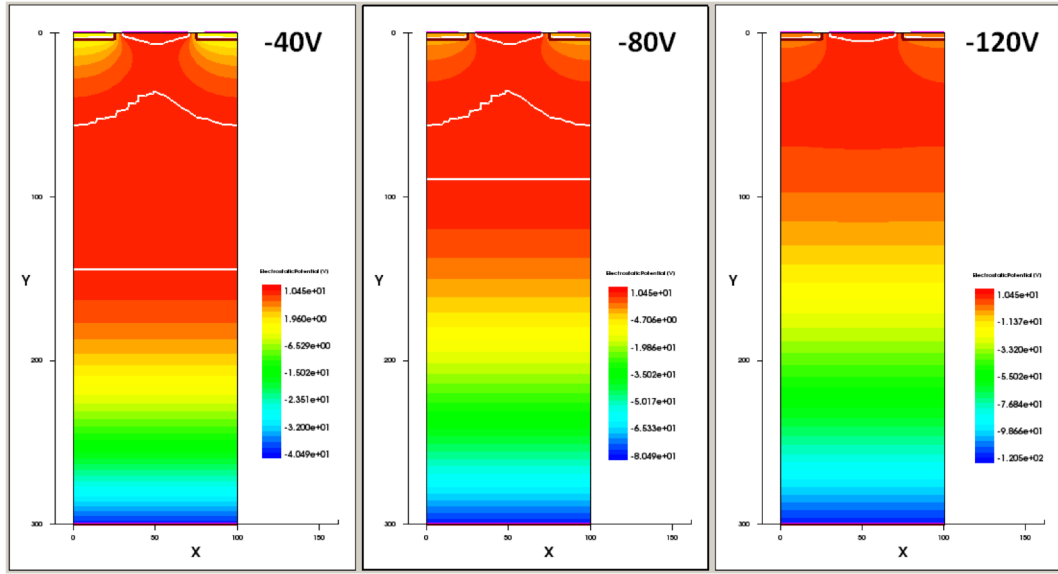 -40V
0
100
200
300
Y
0
50
100
150
X
ElectrostaticPotential (V)
1.045e+01
1.960e+00
-6.529e+00
-1.502e+01
-2.351e+01
-3.200e+01
-4.049e+01
-80V
0
100
200
300
Y
0
50
100
150
X
ElectrostaticPotential (V)
1.045e+01
-4.706e+00
-1.986e+01
-3.502e+01
-5.017e+01
-6.533e+01
-8.049e+01
-120V
0
100
200
300
Y
0
50
100
150
X
ElectrostaticPotential (V)
1.045e+01
-1.137e+01
-3.320e+01
-5.502e+01
-7.684e+01
-9.866e+01
-1.205e+02